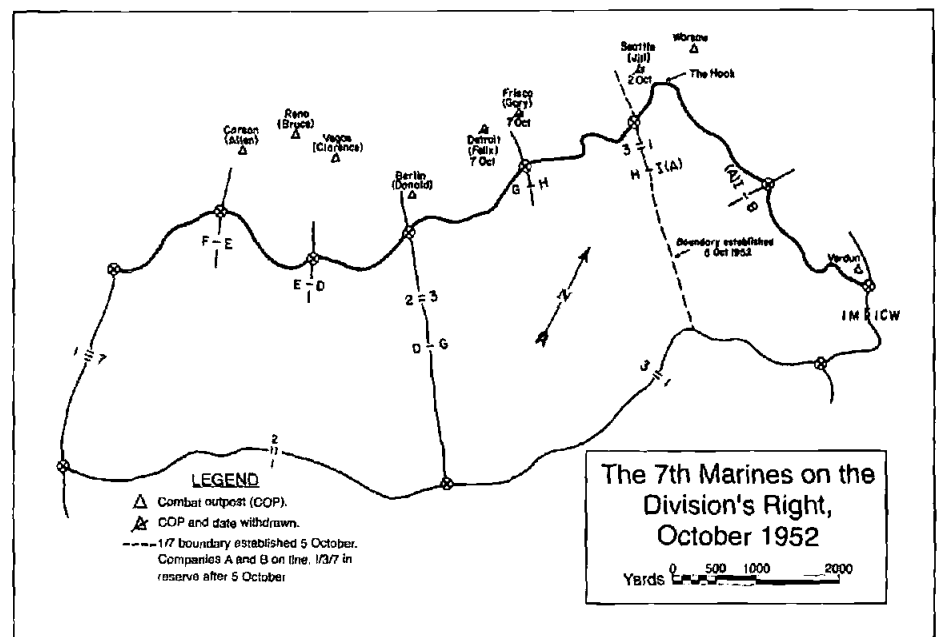 Warsaw
Seattle
(Jill)
2 Oct
The Hook
Frisco
(Gary)
7 Oct
Reno
(Bruce)
Carson
(Allen)
Vegas
(Clarence)
Detroit
(Felix)
7 Oct
Berlin
(Donald)
3 1
H I(A)
G H
(A)I B
F E
Boundary established
Verdun
E D
2 3
1M 1CW
D G
1 7
3
1
2
1
LEGEND
Combat outpost (COP).
COP and date withdrawn.
1/7 boundary established 5 October.
Companies A and B on line, 1/3/7 in
reserve after 5 October
N
The 7th Marines on the
Division's Right,
October 1952
Yards 0 500 1000 2000